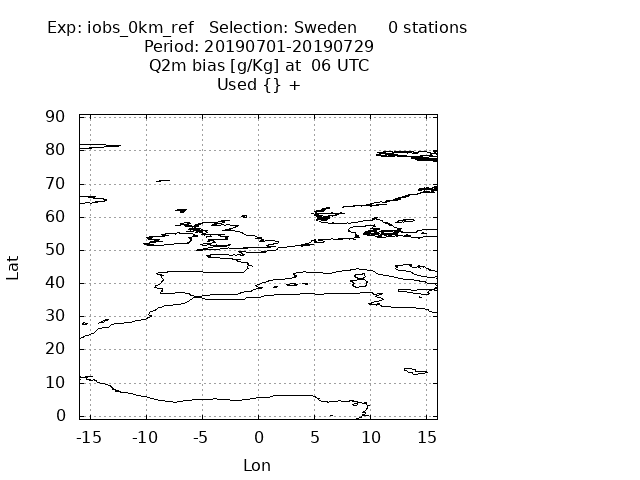 Exp: iobs_0km_ref Selection: Sweden 0 stations
Period: 20190701-20190729
Q2m bias [g/Kg] at 06 UTC
Used {} +
90
80
70
60
50
40
30
20
10
0
Lat
-15 -10 -5 0 5 10 15
Lon